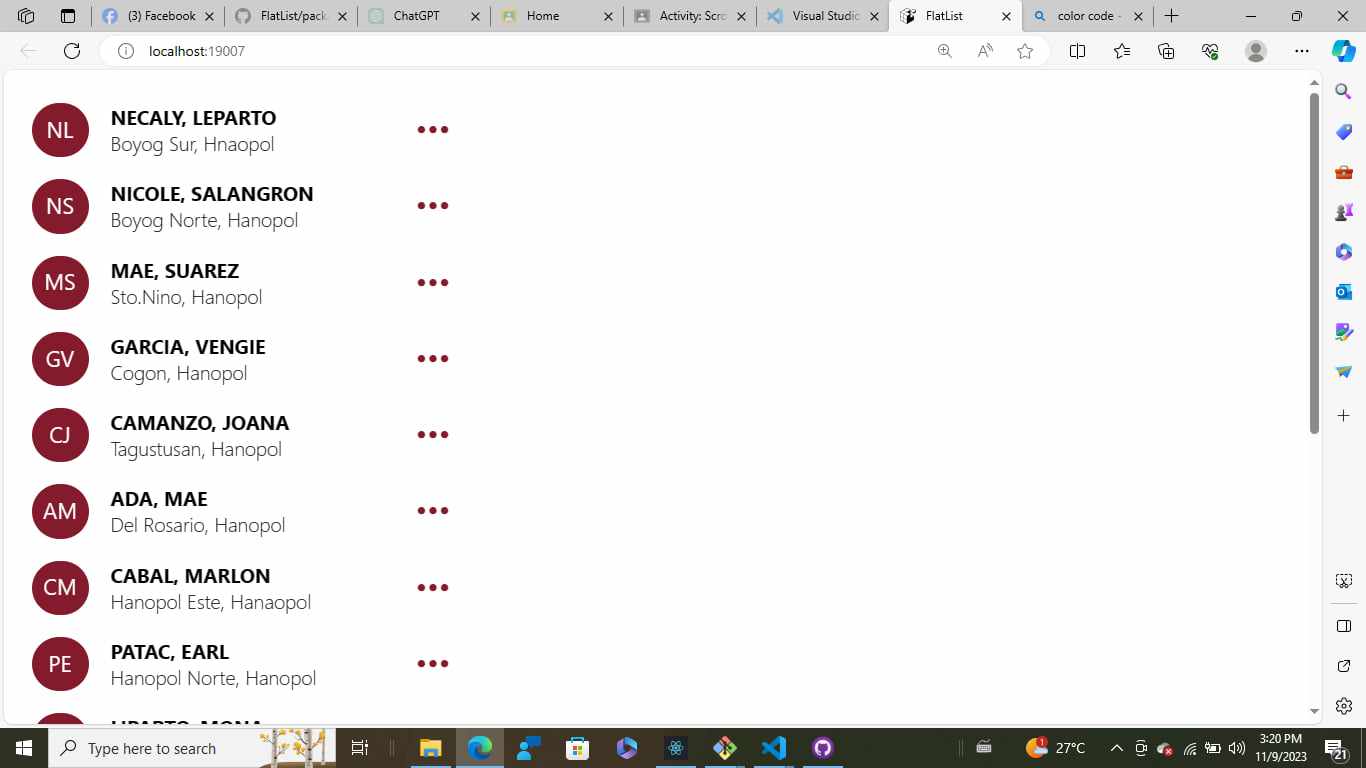 (3) Facebook
FlatList/pack
ChatGPT
Home
Activity: Scro
Visual Studio
FlatList
color code -
localhost:19007
NL
NECALY, LEPARTO
Boyog Sur, Hnaopol
NS
NICOLE, SALANGRON
Boyog Norte, Hanopol
MS
MAE, SUAREZ
Sto.Nino, Hanopol
GV
GARCIA, VENGIE
Cogon, Hanopol
CJ
CAMANZO, JOANA
Tagustusan, Hanopol
AM
ADA, MAE
Del Rosario, Hanopol
CM
CABAL, MARLON
Hanopol Este, Hanaopol
PE
PATAC, EARL
Hanopol Norte, Hanopol
Type here to search
1
27°C
3:20 PM
11/9/2023
21